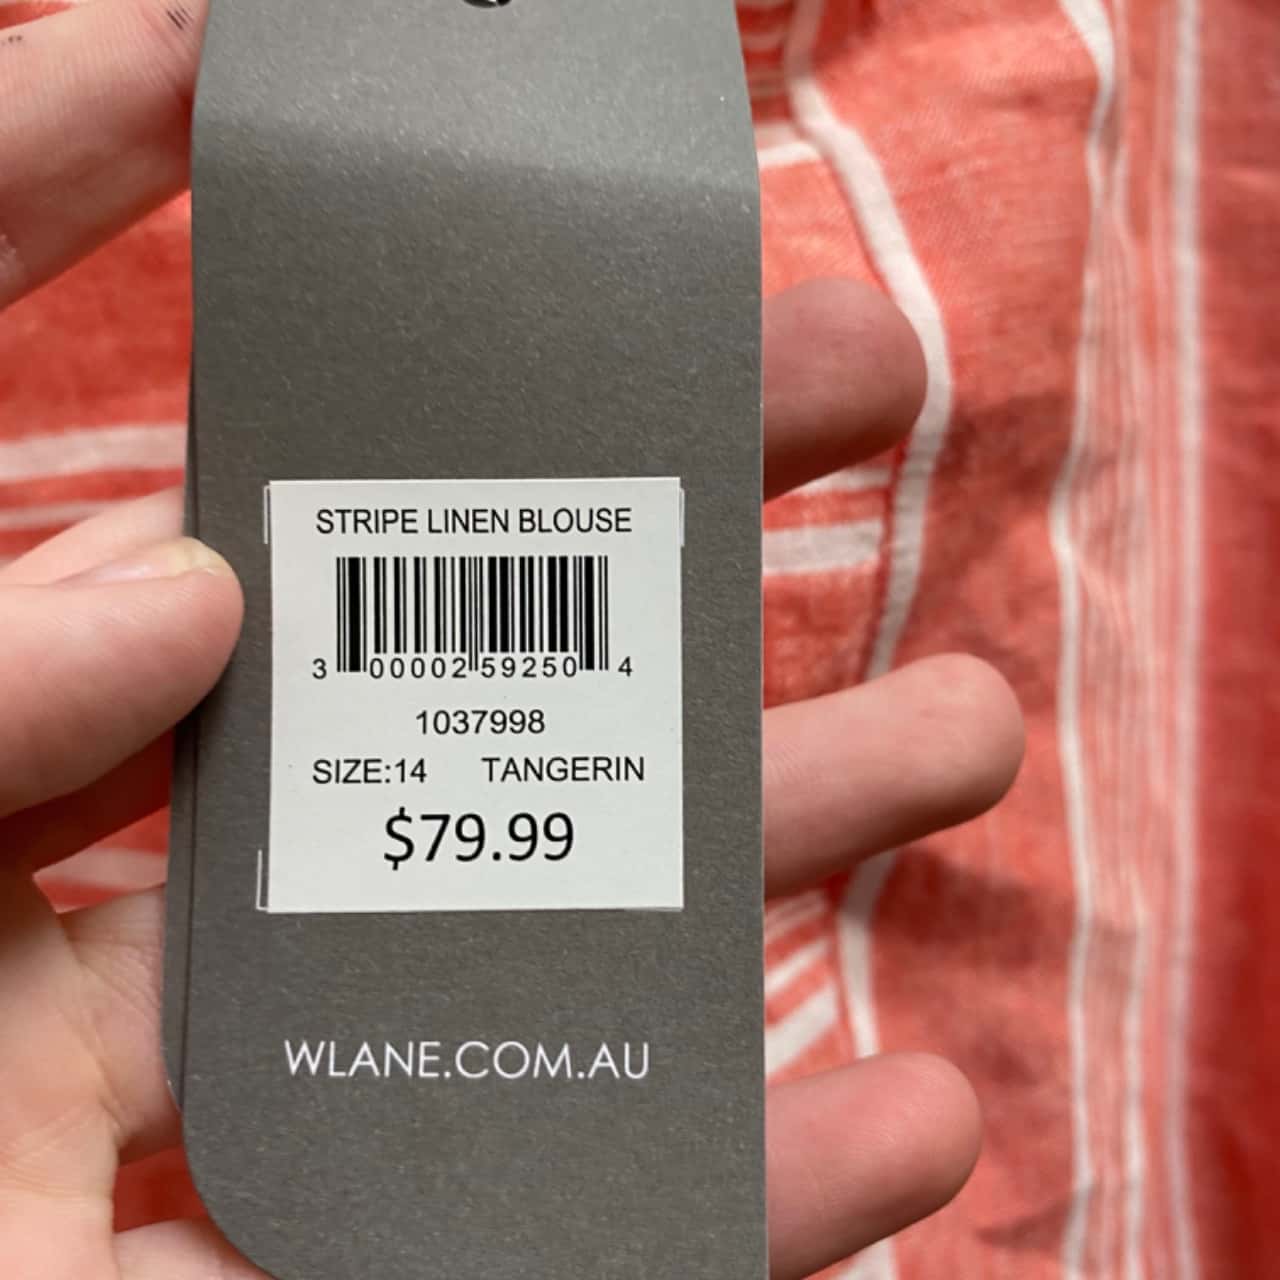 STRIPE LINEN BLOUSE
3 00002 59250 4
1037998
SIZE:14 TANGERIN
$79.99
WLANE.COM.AU